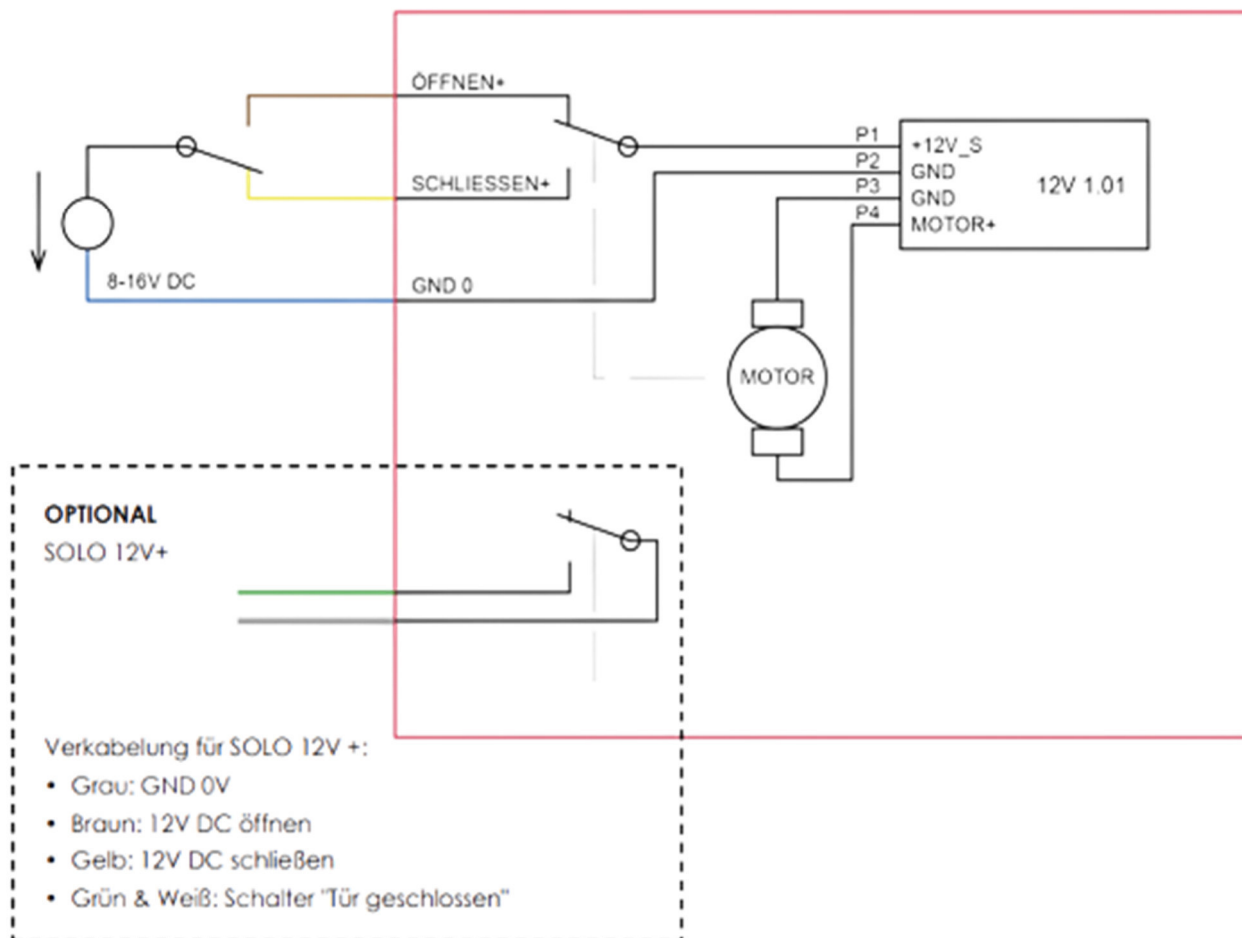 ÖFFNEN+
P1
+12V_S
P2
GND
12V 1.01
SCHLIESSEN+
P3
GND
P4
MOTOR+
8-16V DC
GND 0
MOTOR
OPTIONAL
SOLO 12V+
Verkabelung für SOLO 12V +:
• Grau: GND 0V
• Braun: 12V DC öffnen
• Gelb: 12V DC schließen
• Grün & Weiß: Schalter "Tür geschlossen"